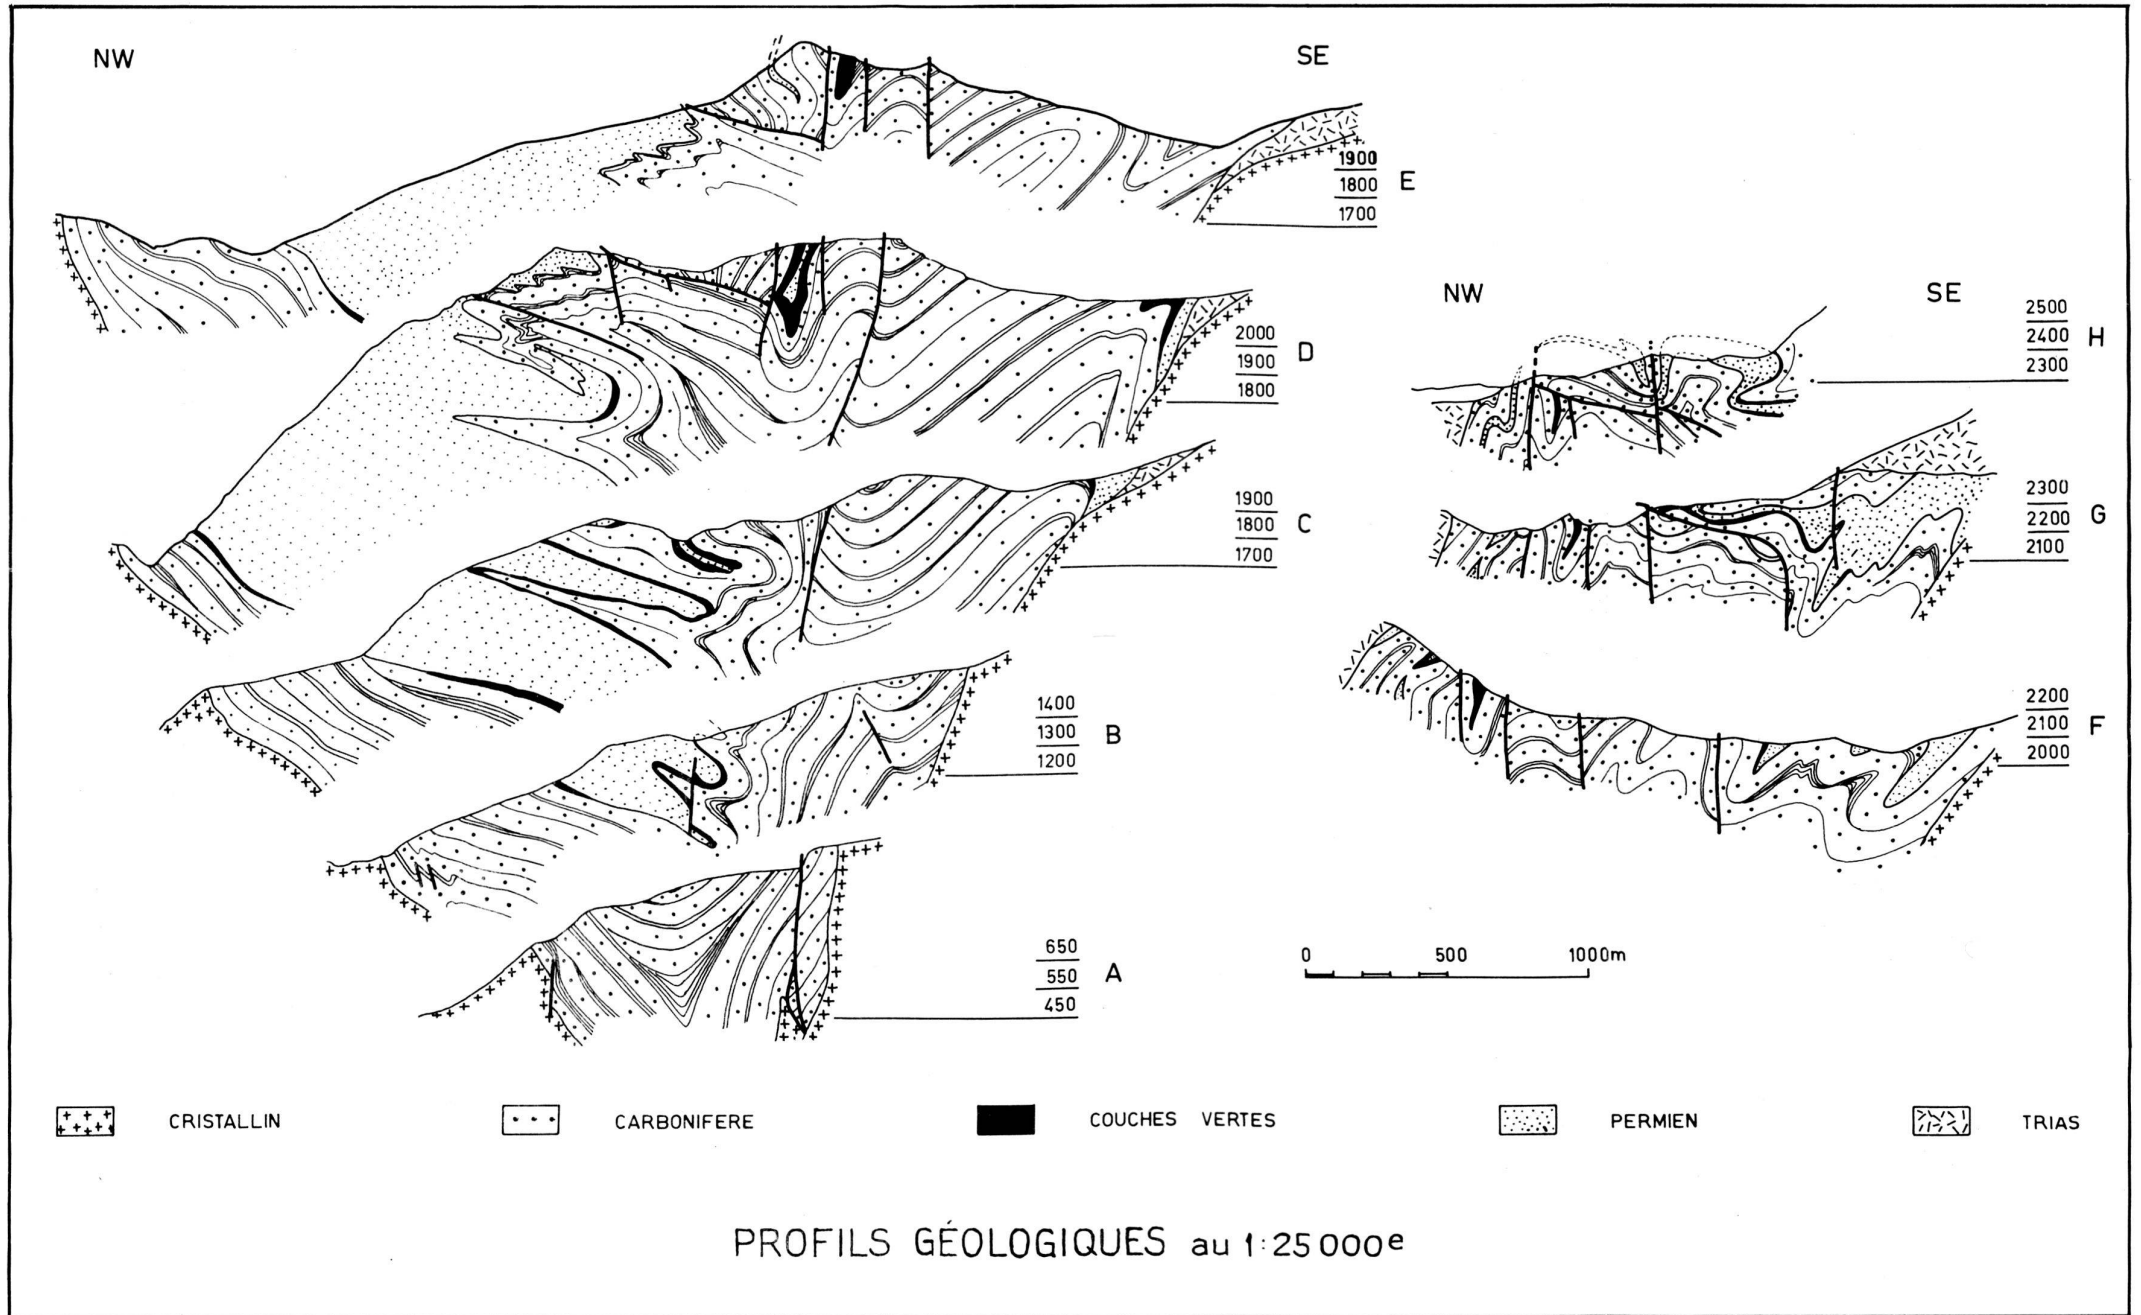 NW
SE
1900
1800
1700
E
2000
1900
1800
D
1900
1800
1700
C
1400
1300
1200
B
650
550
450
A
NW
SE
2500
2400
2300
H
2300
2200
2100
G
2200
2100
2000
F
0 500 1000m
CRISTALLIN
CARBONIFERE
COUCHES VERTES
PERMIEN
TRIAS
PROFILS GÉOLOGIQUES au 1:25000e